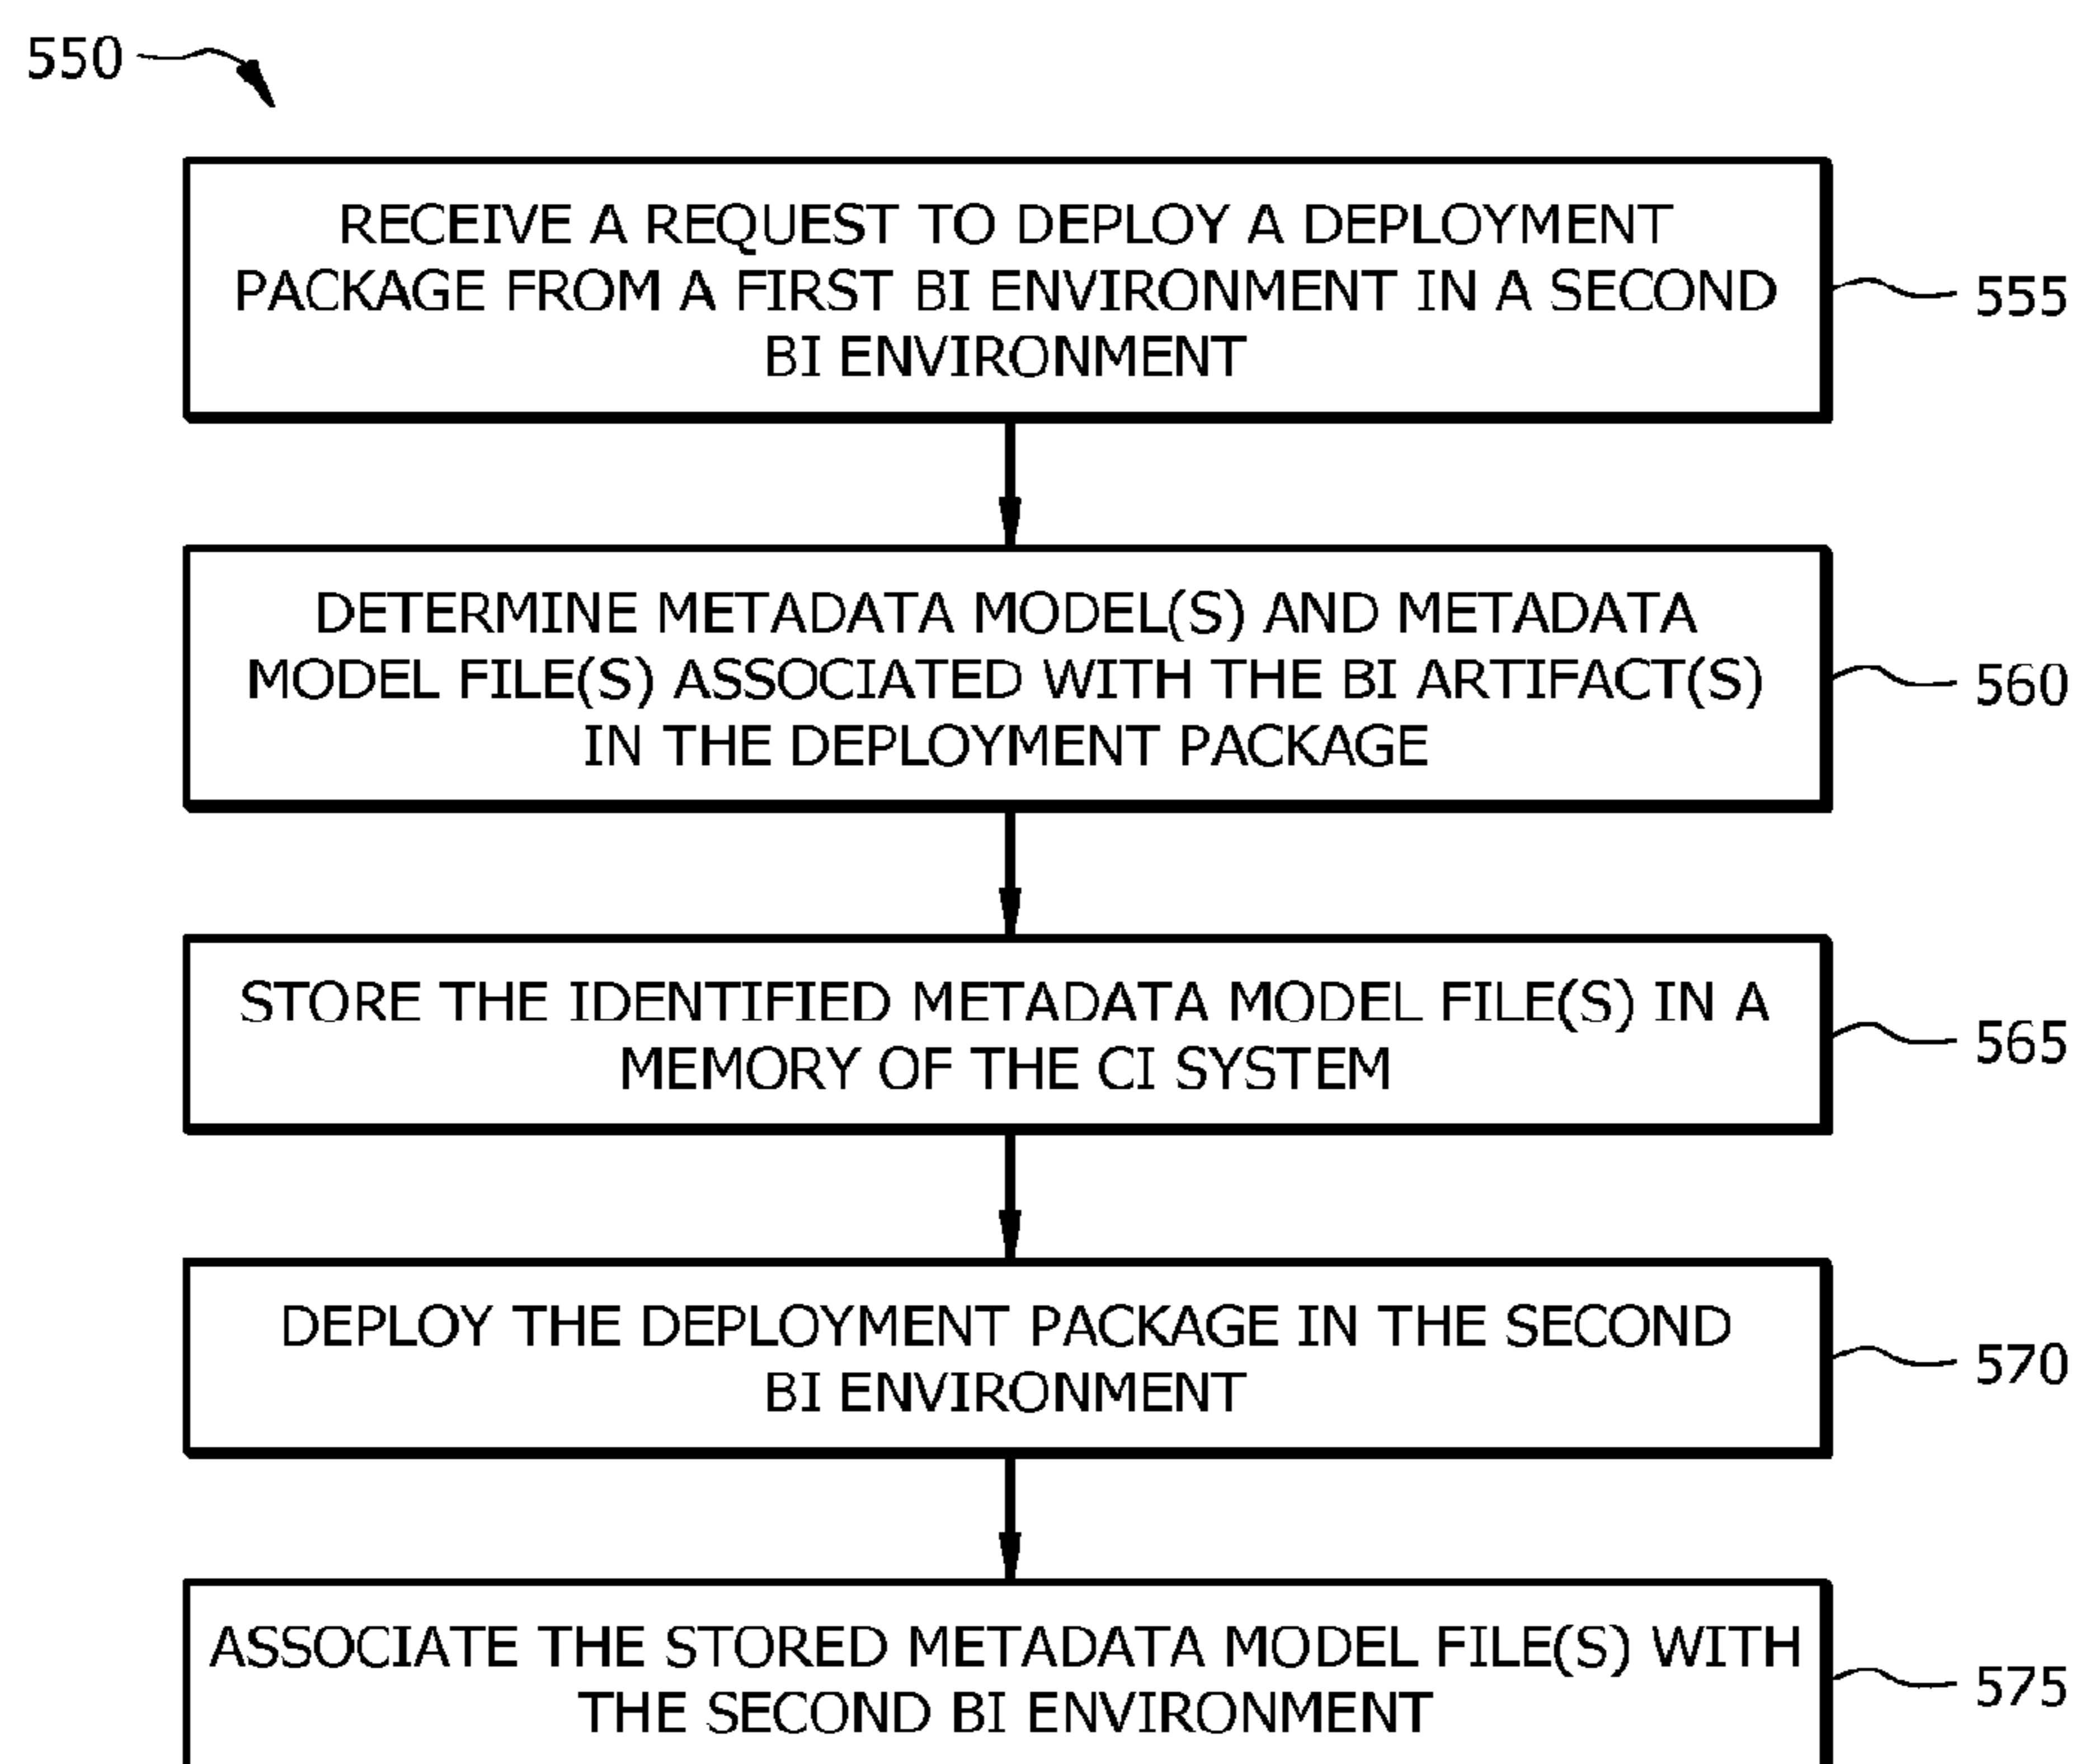 550
RECEIVE A REQUEST TO DEPLOY A DEPLOYMENT
PACKAGE FROM A FIRST BI ENVIRONMENT IN A SECOND
BI ENVIRONMENT
555
DETERMINE METADATA MODEL(S) AND METADATA
MODEL FILE(S) ASSOCIATED WITH THE BI ARTIFACT(S)
IN THE DEPLOYMENT PACKAGE
560
STORE THE IDENTIFIED METADATA MODEL FILE(S) IN A
MEMORY OF THE CI SYSTEM
565
DEPLOY THE DEPLOYMENT PACKAGE IN THE SECOND
BI ENVIRONMENT
570
ASSOCIATE THE STORED METADATA MODEL FILE(S) WITH
THE SECOND BI ENVIRONMENT
575